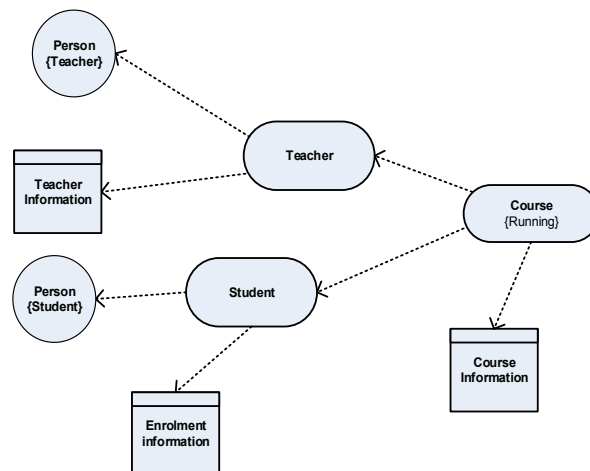 Person
{Teacher}
Teacher
Teacher
Information
Course
{Running}
Person
{Student}
Student
Course
Information
Enrolment
information